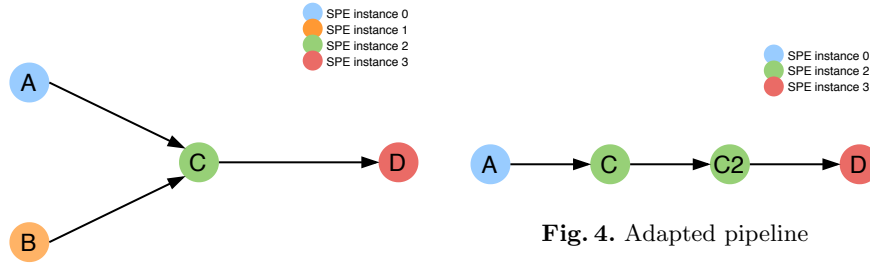 SPE instance 0
SPE instance 1
SPE instance 2
SPE instance 3
A
C
D
B
SPE instance 0
SPE instance 2
SPE instance 3
A
C
C2
D
Fig. 4. Adapted pipeline